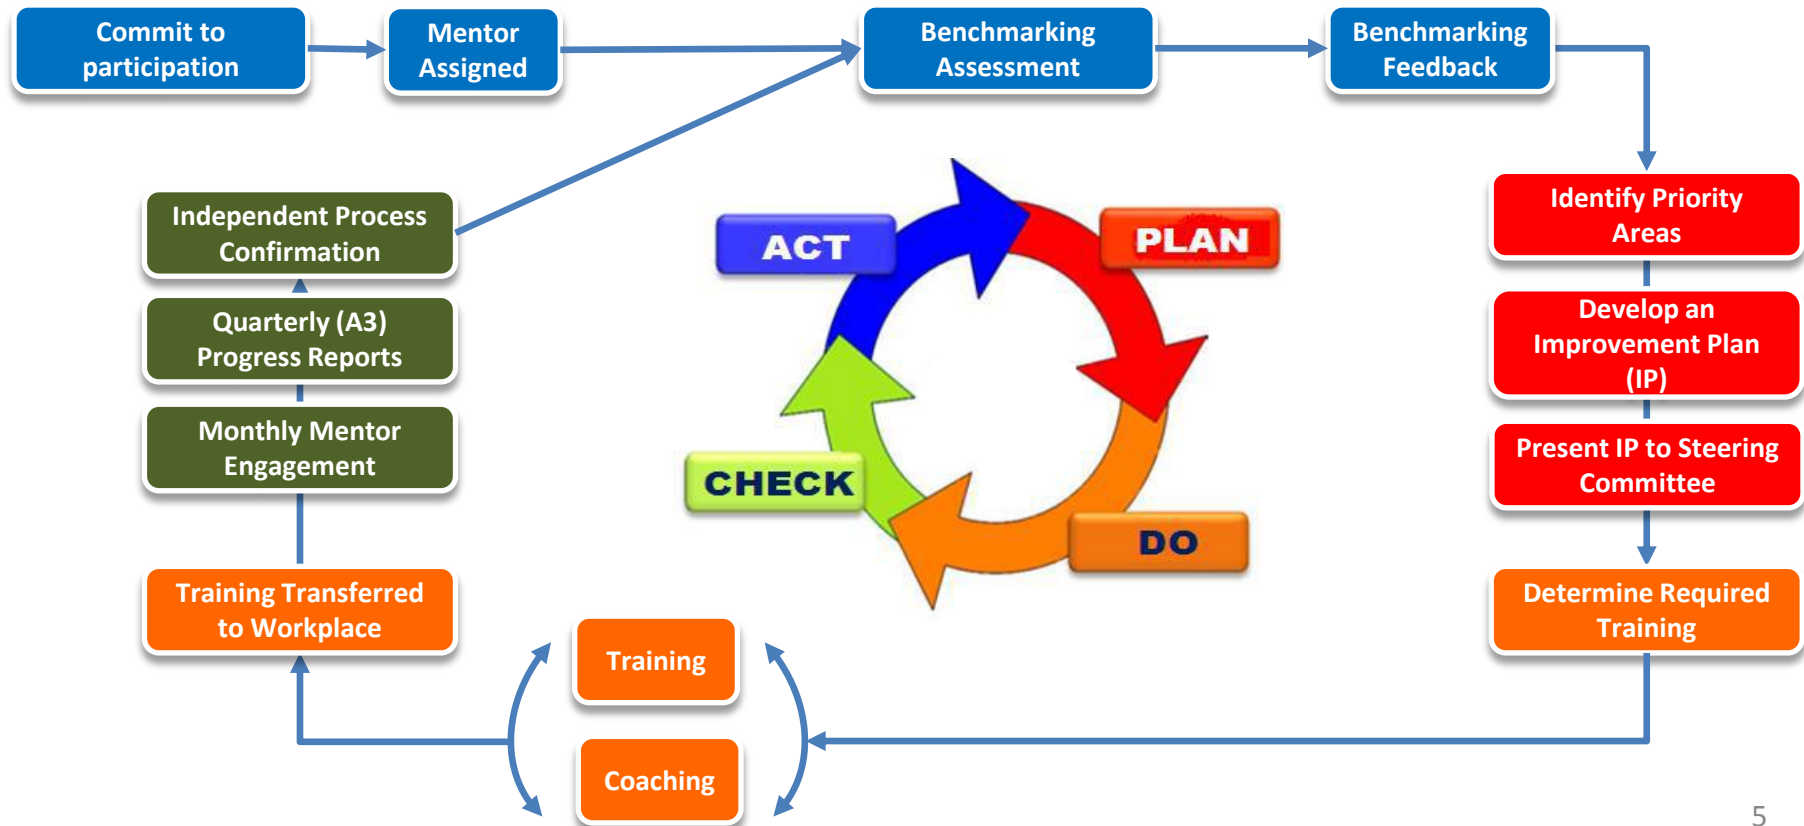 Commit to
participation
Mentor
Assigned
Benchmarking
Assessment
Benchmarking
Feedback
Independent Process
Confirmation
Quarterly (A3)
Progress Reports
Monthly Mentor
Engagement
Training Transferred
to Workplace
ACT
PLAN
CHECK
DO
Identify Priority
Areas
Develop an
Improvement Plan
(IP)
Present IP to Steering
Committee
Determine Required
Training
Training
Coaching
5